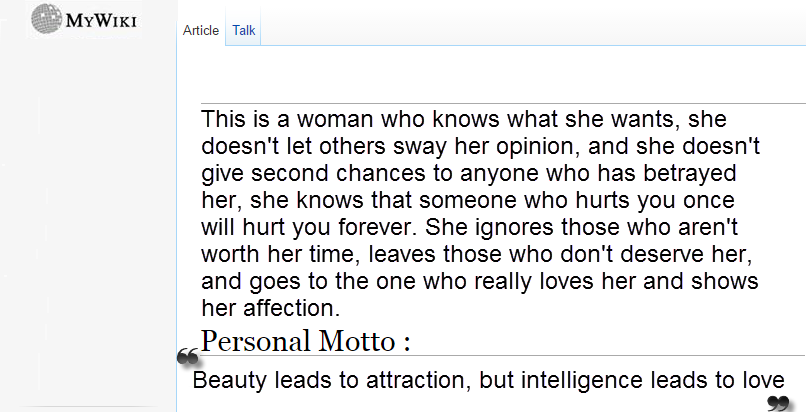 MyWiki
Article Talk
This is a woman who knows what she wants, she
doesn't let others sway her opinion, and she doesn't
give second chances to anyone who has betrayed
her, she knows that someone who hurts you once
will hurt you forever. She ignores those who aren't
worth her time, leaves those who don't deserve her,
and goes to the one who really loves her and shows
her affection.
Personal Motto :
❝
Beauty leads to attraction, but intelligence leads to love
❞